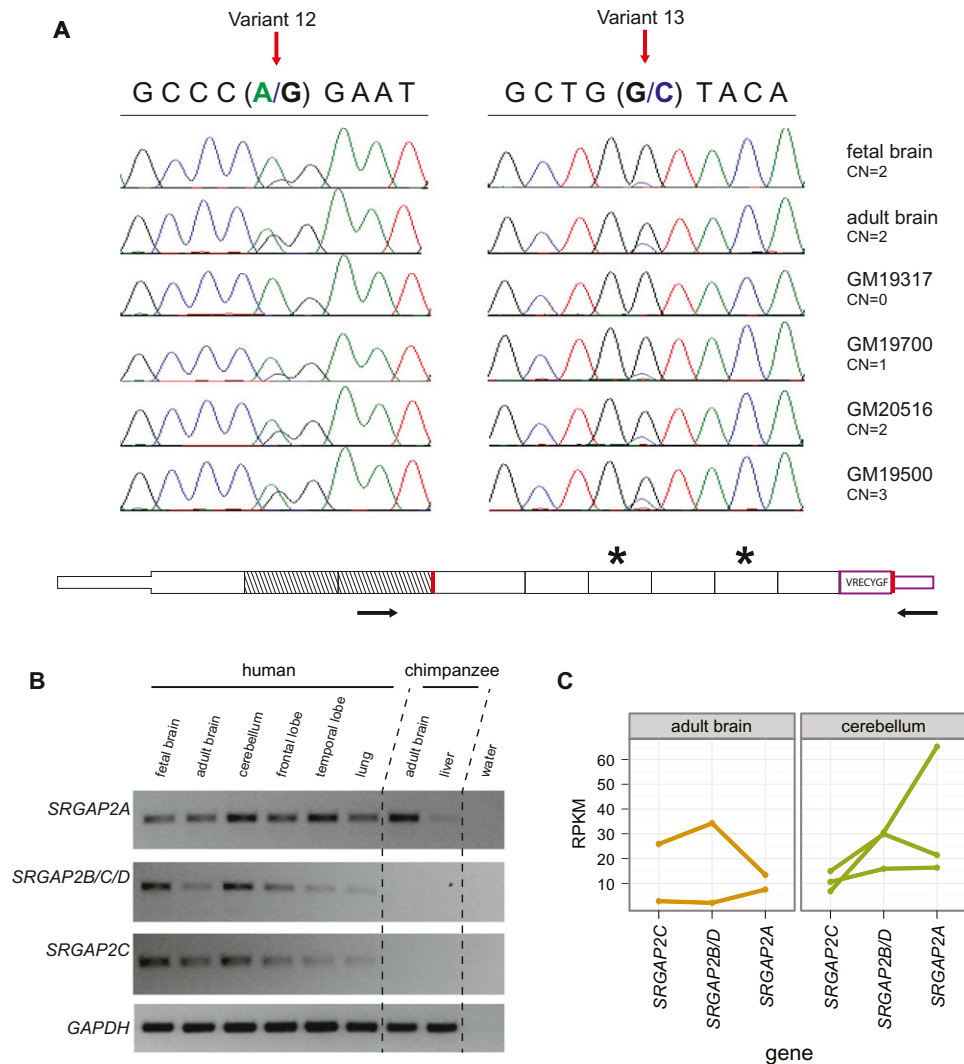 A
Variant 12
Variant 13
G C C C (A/G) G A A T
G C T G (G/C) T A C A
fetal brain
CN=2
adult brain
CN=2
GM19317
CN=0
GM19700
CN=1
GM20516
CN=2
GM19500
CN=3
* *
VRECYGF
B
human
chimpanzee
fetal brain
adult brain
cerebellum
frontal lobe
temporal lobe
lung
adult brain
liver
water
SRGAP2A
SRGAP2B/C/D
SRGAP2C
GAPDH
C
adult brain
cerebellum
RPKM
60
50
40
30
20
10
SRGAP2C
SRGAP2B/D
SRGAP2A
SRGAP2C
SRGAP2B/D
SRGAP2A
gene